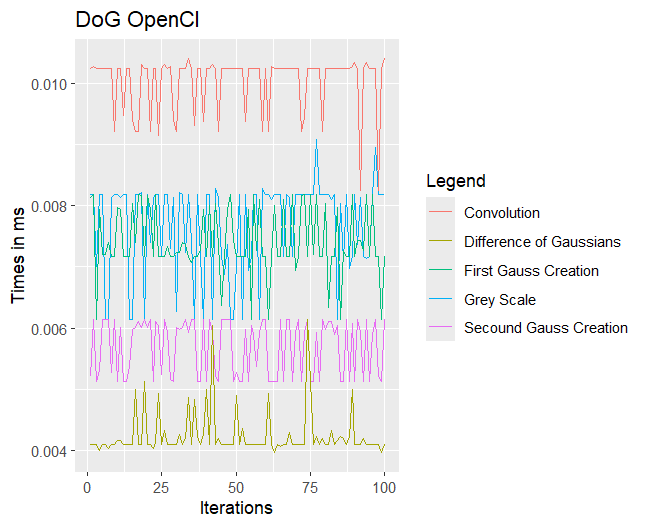 DoG OpenCl
0.010
0.008
0.006
0.004
Times in ms
0
25
50
75
100
Iterations
Legend
Convolution
Difference of Gaussians
First Gauss Creation
Grey Scale
Secound Gauss Creation